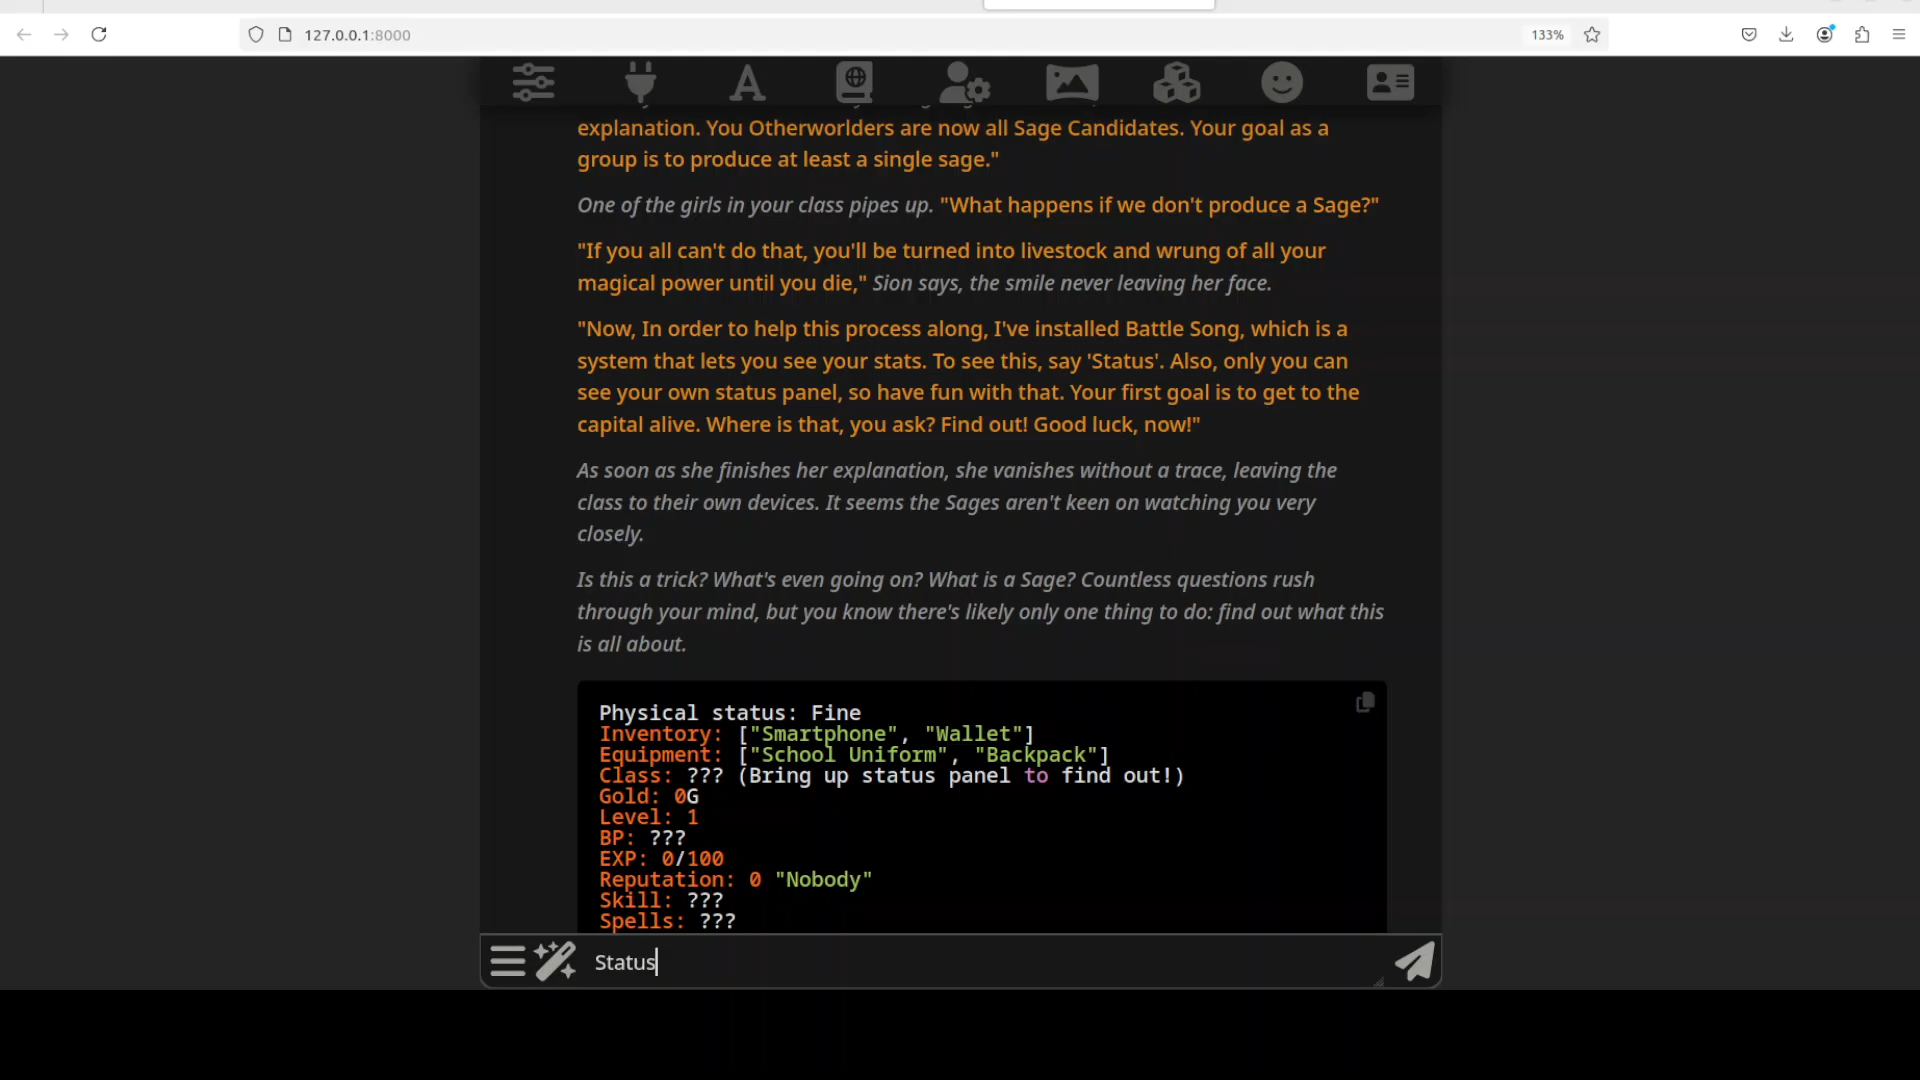 127.0.0.1:8000
133%
explanation. You Otherworlders are now all Sage Candidates. Your goal as a
group is to produce at least a single sage."
One of the girls in your class pipes up. "What happens if we don't produce a Sage?"
"If you all can't do that, you'll be turned into livestock and wrung of all your
magical power until you die," Sion says, the smile never leaving her face.
"Now, In order to help this process along, I've installed Battle Song, which is a
system that lets you see your stats. To see this, say 'Status'. Also, only you can
see your own status panel, so have fun with that. Your first goal is to get to the
capital alive. Where is that, you ask? Find out! Good luck, now!"
As soon as she finishes her explanation, she vanishes without a trace, leaving the
class to their own devices. It seems the Sages aren't keen on watching you very
closely.
Is this a trick? What's even going on? What is a Sage? Countless questions rush
through your mind, but you know there's likely only one thing to do: find out what this
is all about.
Physical status: Fine
Inventory: ["Smartphone", "Wallet"]
Equipment: ["School Uniform", "Backpack"]
Class: ??? (Bring up status panel to find out!)
Gold: 0G
Level: 1
BP: ???
EXP: 0/100
Reputation: 0 "Nobody"
Skill: ???
Spells: ???
Status